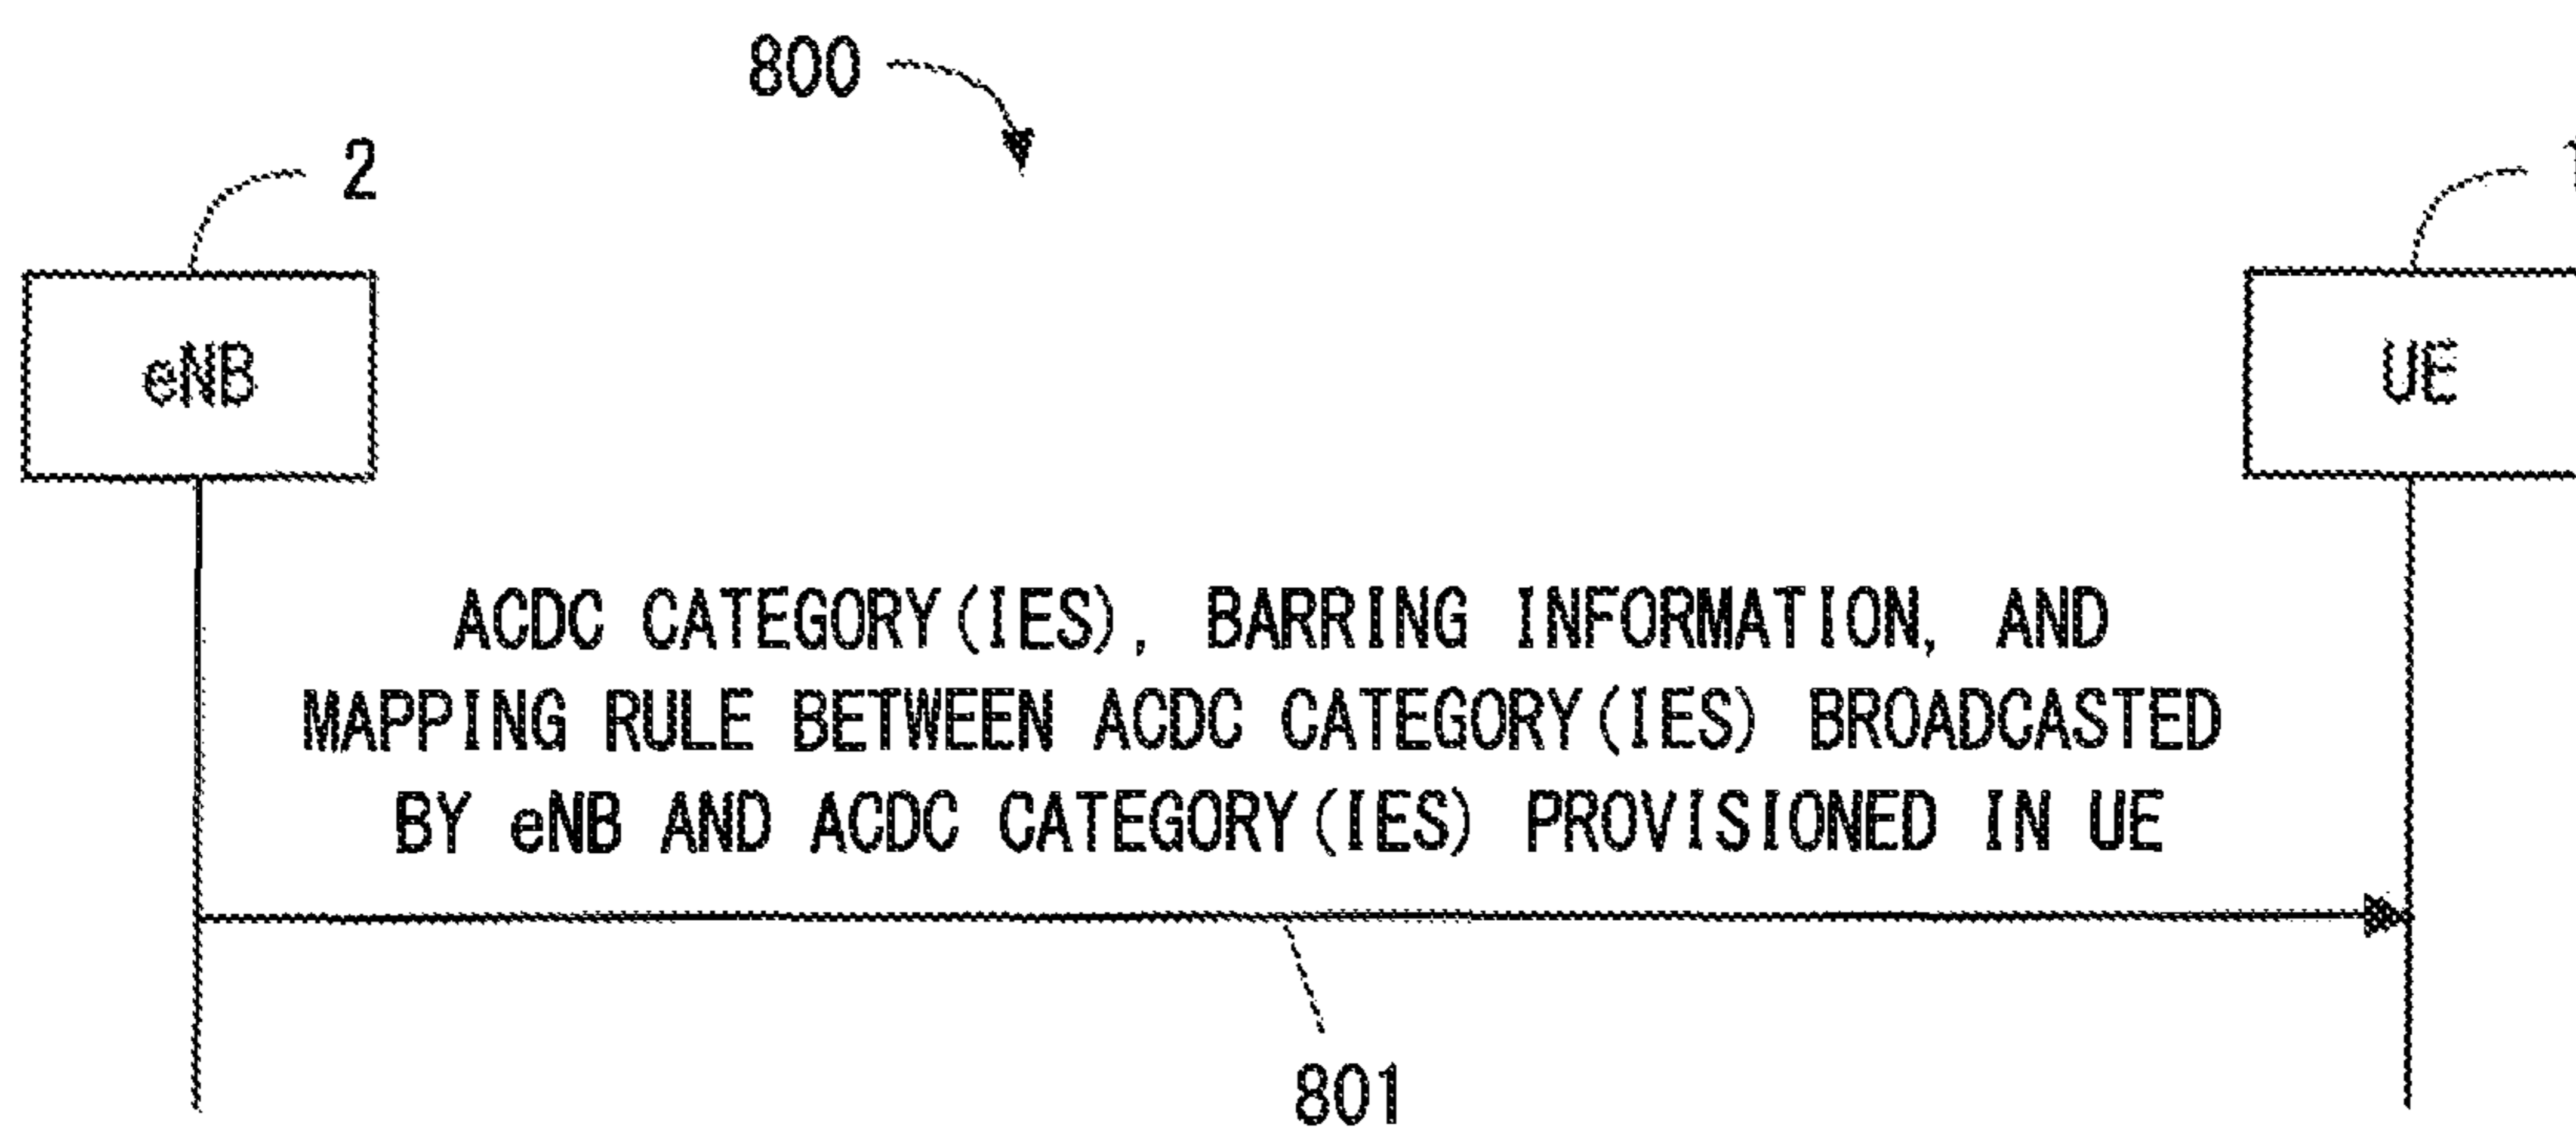 800
2
1
eNB
UE
ACDC CATEGORY(IES), BARRING INFORMATION, AND
MAPPING RULE BETWEEN ACDC CATEGORY(IES) BROADCASTED
BY eNB AND ACDC CATEGORY(IES) PROVISIONED IN UE
801